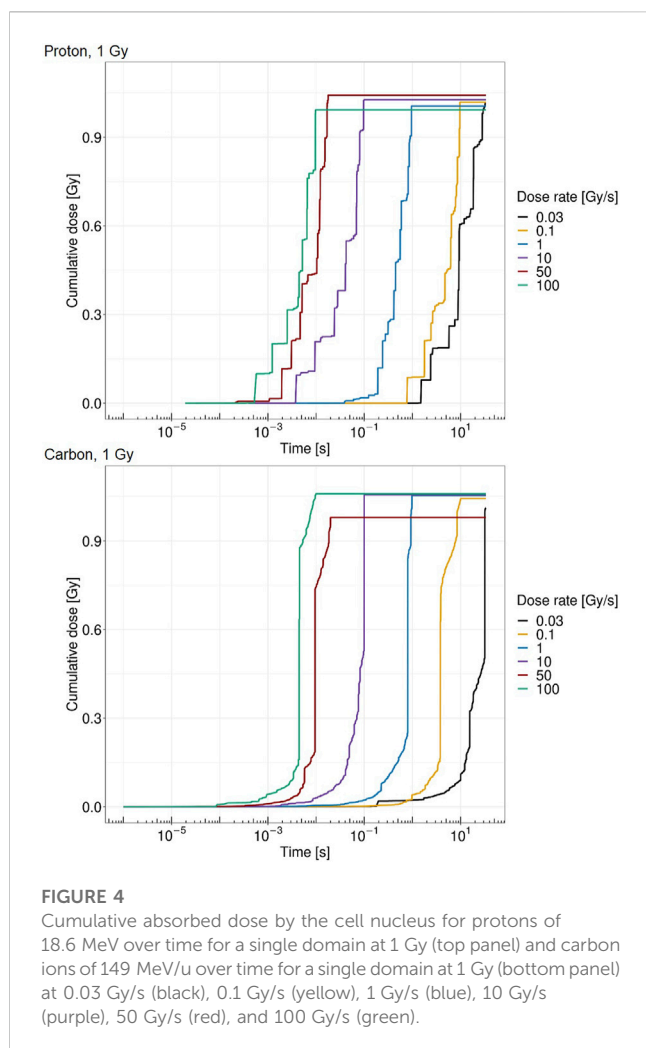 Proton, 1 Gy
Cumulative dose [Gy]
0.9
0.6
0.3
0.0
10⁻⁵ 10⁻³ 10⁻¹ 10¹
Time [s]
Dose rate [Gy/s]
0.03
0.1
1
10
50
100
Carbon, 1 Gy
Cumulative dose [Gy]
0.9
0.6
0.3
0.0
10⁻⁵ 10⁻³ 10⁻¹ 10¹
Time [s]
Dose rate [Gy/s]
0.03
0.1
1
10
50
100
FIGURE 4
Cumulative absorbed dose by the cell nucleus for protons of
18.6 MeV over time for a single domain at 1 Gy (top panel) and carbon
ions of 149 MeV/u over time for a single domain at 1 Gy (bottom panel)
at 0.03 Gy/s (black), 0.1 Gy/s (yellow), 1 Gy/s (blue), 10 Gy/s
(purple), 50 Gy/s (red), and 100 Gy/s (green).